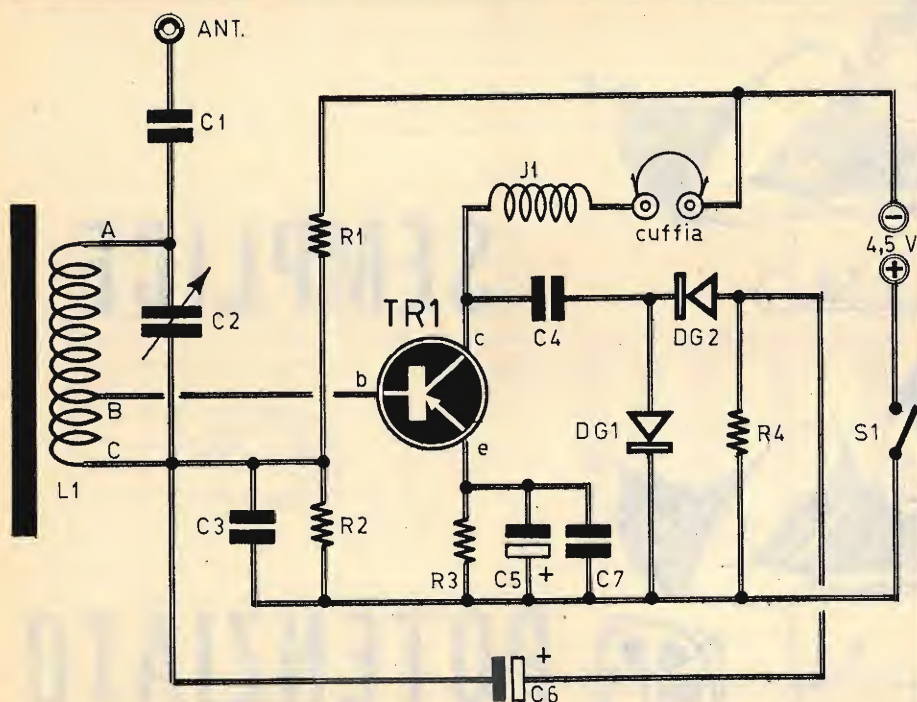 ANT.
C1
A
C2
B
C
L1
C3
R1
R2
TR1
b
c
e
J1
cuffia
C4
DG2
DG1
R4
R3
C5
+
C7
C6
+
−
4,5 V
+
S1